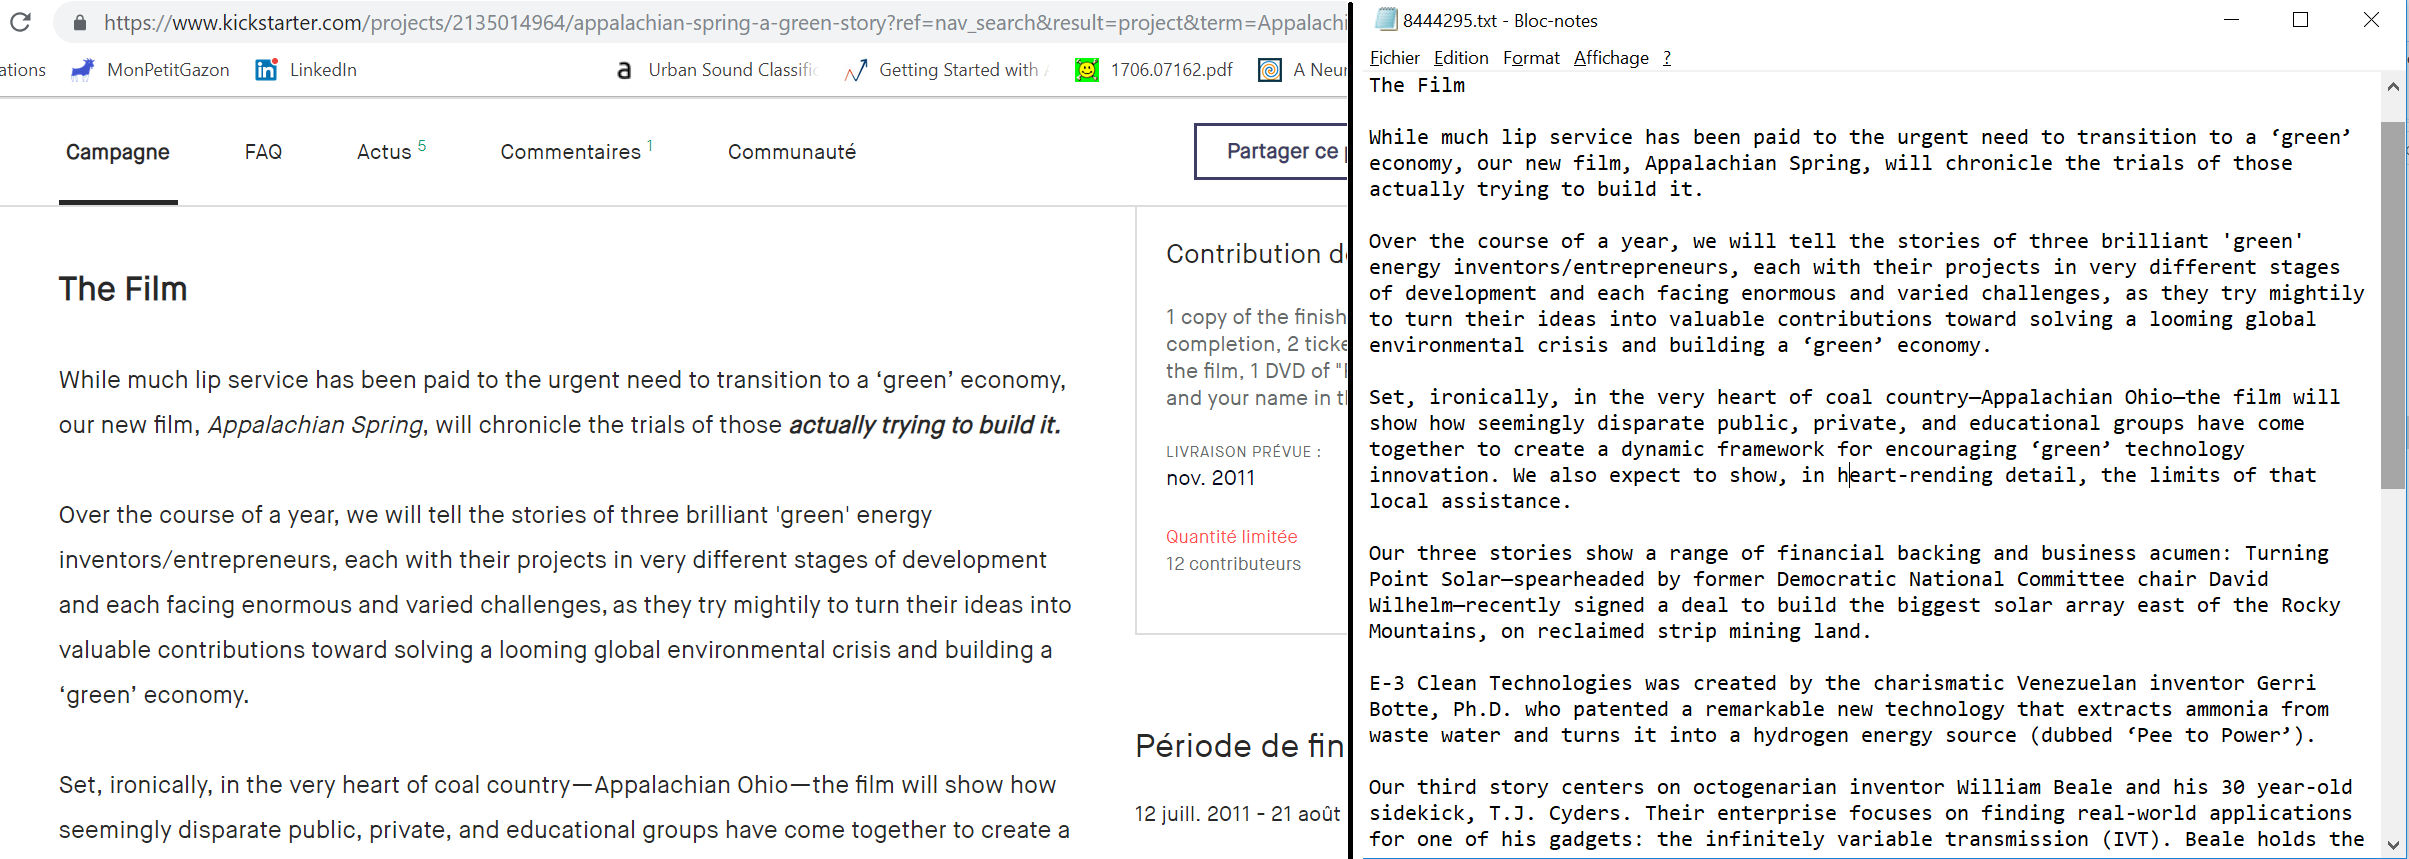 https://www.kickstarter.com/projects/2135014964/appalachian-spring-a-green-story?ref=nav_search&result=project&term=Appalachi
ations MonPetitGazon LinkedIn Urban Sound Classific Getting Started with 1706.07162.pdf A Neu
Campagne FAQ Actus 5 Commentaires 1 Communauté Partager ce
The Film
While much lip service has been paid to the urgent need to transition to a ‘green’ economy,
our new film, Appalachian Spring, will chronicle the trials of those actually trying to build it.
Over the course of a year, we will tell the stories of three brilliant 'green' energy
inventors/entrepreneurs, each with their projects in very different stages of development
and each facing enormous and varied challenges, as they try mightily to turn their ideas into
valuable contributions toward solving a looming global environmental crisis and building a
‘green’ economy.
Set, ironically, in the very heart of coal country—Appalachian Ohio—the film will show how
seemingly disparate public, private, and educational groups have come together to create a
Contribution d
1 copy of the finish
completion, 2 ticke
the film, 1 DVD of "
and your name in t
LIVRAISON PRÉVUE :
nov. 2011
Quantité limitée
12 contributeurs
Période de fin
12 juill. 2011 - 21 août
8444295.txt - Bloc-notes
Fichier Edition Format Affichage ?
The Film
While much lip service has been paid to the urgent need to transition to a ‘green’
economy, our new film, Appalachian Spring, will chronicle the trials of those
actually trying to build it.
Over the course of a year, we will tell the stories of three brilliant 'green'
energy inventors/entrepreneurs, each with their projects in very different stages
of development and each facing enormous and varied challenges, as they try mightily
to turn their ideas into valuable contributions toward solving a looming global
environmental crisis and building a ‘green’ economy.
Set, ironically, in the very heart of coal country—Appalachian Ohio—the film will
show how seemingly disparate public, private, and educational groups have come
together to create a dynamic framework for encouraging ‘green’ technology
innovation. We also expect to show, in heart-rending detail, the limits of that
local assistance.
Our three stories show a range of financial backing and business acumen: Turning
Point Solar—spearheaded by former Democratic National Committee chair David
Wilhelm—recently signed a deal to build the biggest solar array east of the Rocky
Mountains, on reclaimed strip mining land.
E-3 Clean Technologies was created by the charismatic Venezuelan inventor Gerri
Botte, Ph.D. who patented a remarkable new technology that extracts ammonia from
waste water and turns it into a hydrogen energy source (dubbed ‘Pee to Power’).
Our third story centers on octogenarian inventor William Beale and his 30 year-old
sidekick, T.J. Cyders. Their enterprise focuses on finding real-world applications
for one of his gadgets: the infinitely variable transmission (IVT). Beale holds the